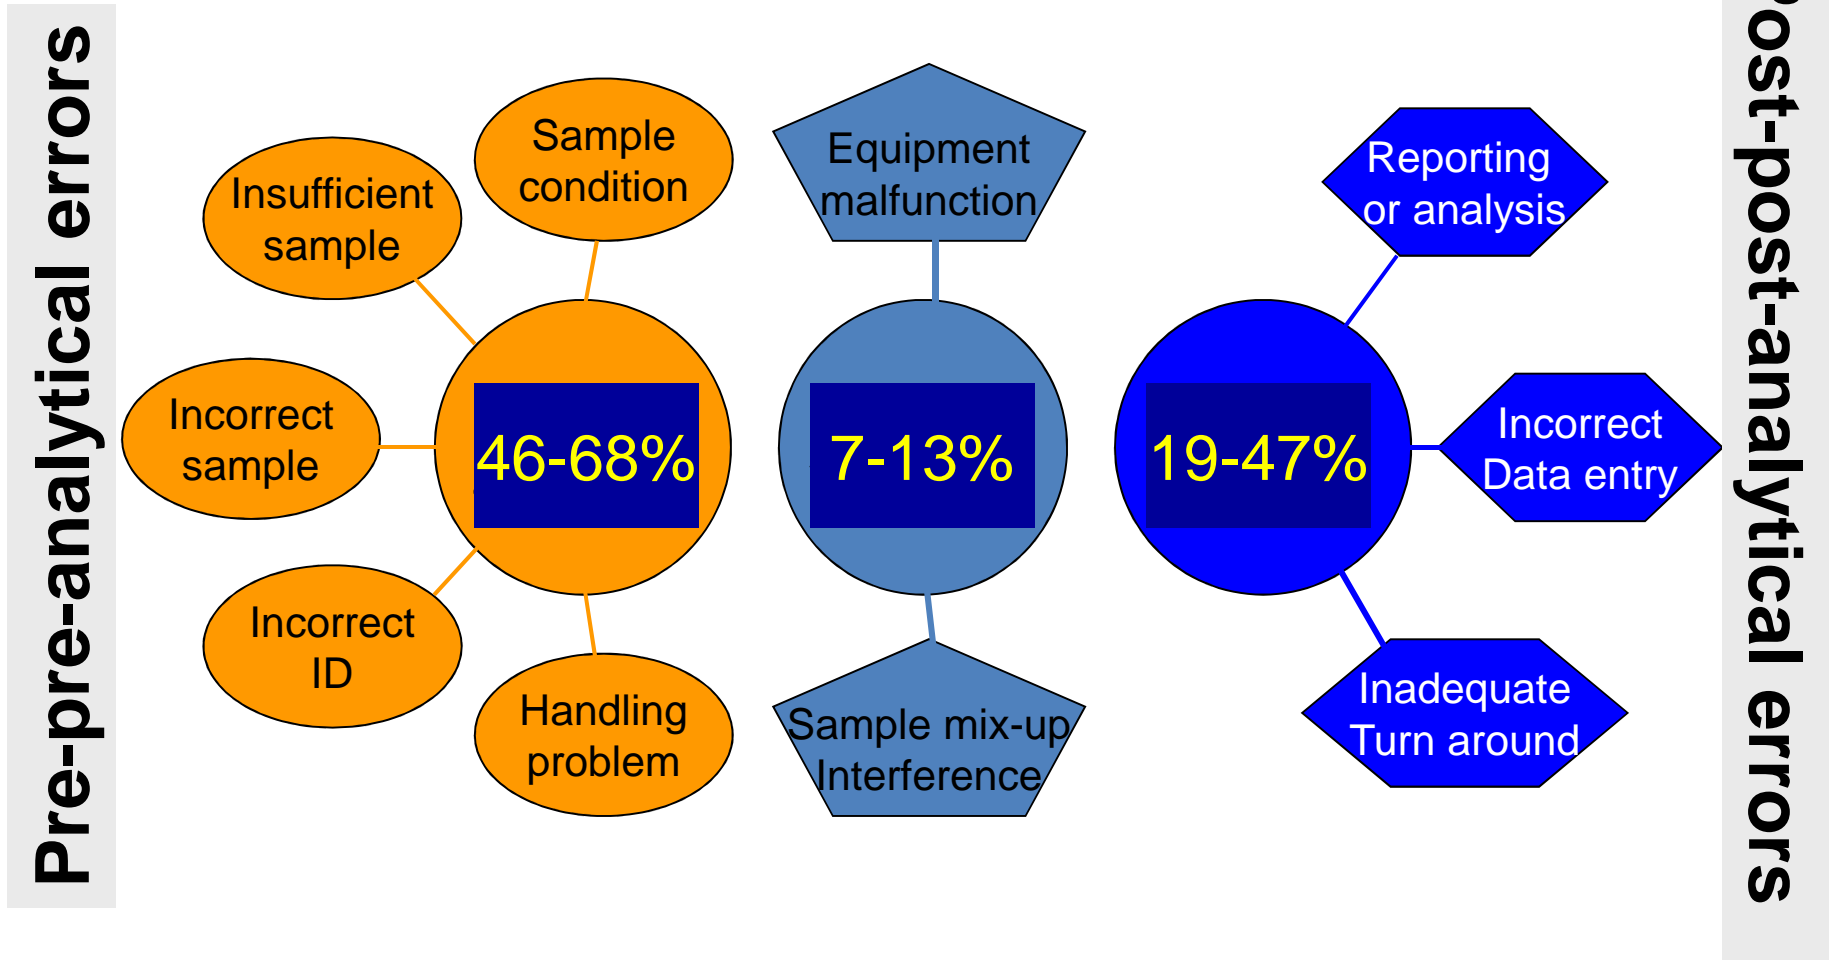 Pre-pre-analytical errors
Sample
condition
Insufficient
sample
Incorrect
sample
Incorrect
ID
Handling
problem
46-68%
Equipment
malfunction
7-13%
Sample mix-up
Interference
19-47%
Reporting
or analysis
Incorrect
Data entry
Inadequate
Turn around
Post-post-analytical errors